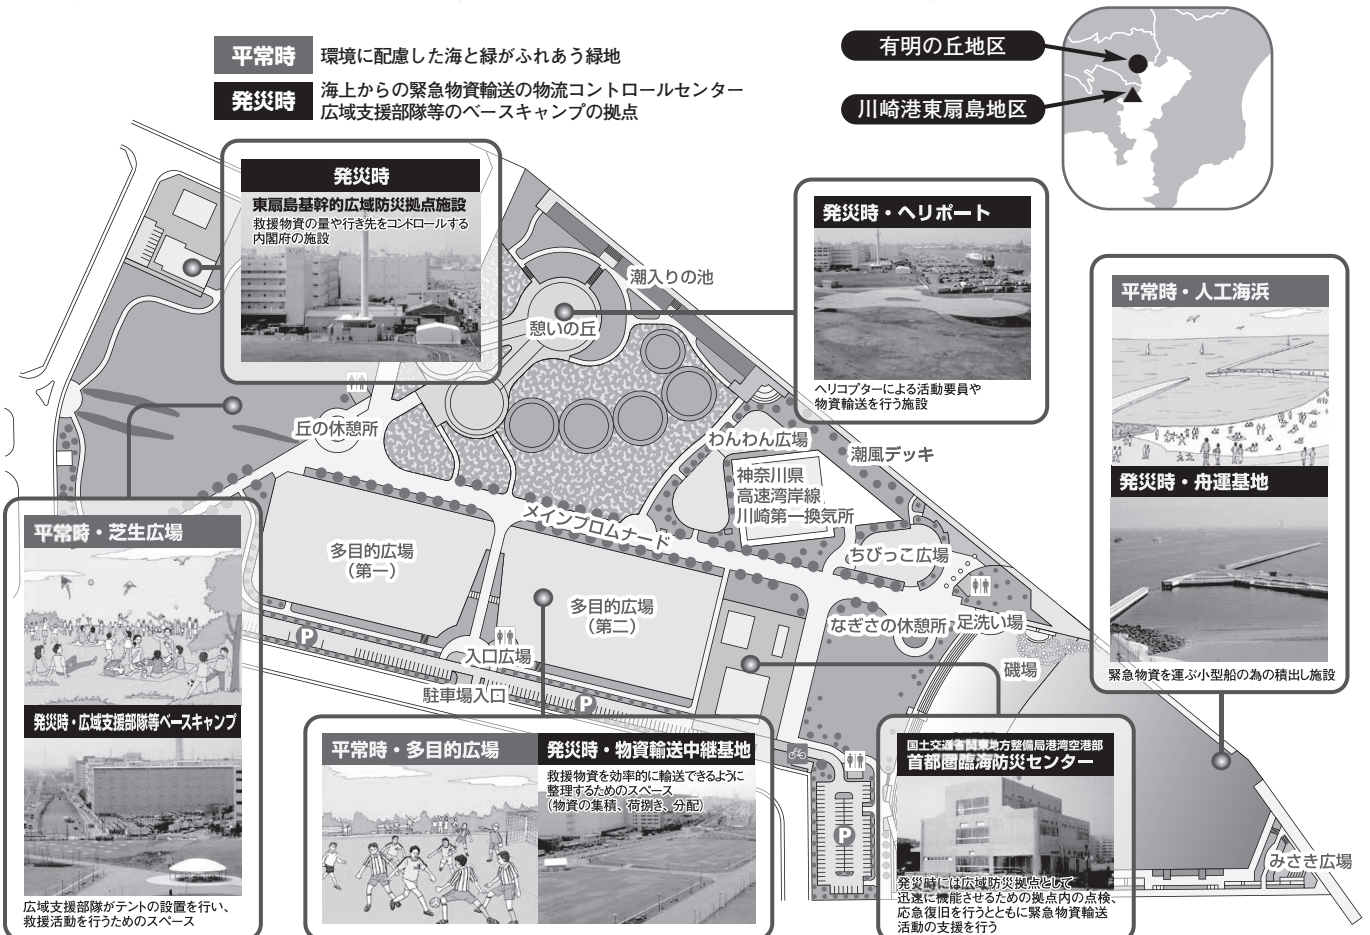 平常時
環境に配慮した海と緑がふれあう緑地
発災時
海上からの緊急物資輸送の物流コントロールセンター
広域支援部隊等のベースキャンプの拠点
有明の丘地区
川崎港東扇島地区
発災時
東扇島基幹的広域防災拠点施設
救援物資の量や行き先をコントロールする
内閣府の施設
発災時・ヘリポート
ヘリコプターによる活動要員や
物資輸送を行う施設
平常時・人工海浜
発災時・舟運基地
緊急物資を運ぶ小型船の為の積出し施設
潮入りの池
憩いの丘
丘の休憩所
わんわん広場
潮風デッキ
神奈川県
高速湾岸線
川崎第一換気所
メインプロムナード
ちびっこ広場
多目的広場
(第一)
多目的広場
(第二)
なぎさの休憩所
足洗い場
磯場
入口広場
駐車場入口
P
P
P
みさき広場
平常時・芝生広場
発災時・広域支援部隊等ベースキャンプ
広域支援部隊がテントの設置を行い、
救援活動を行うためのスペース
平常時・多目的広場
発災時・物資輸送中継基地
救援物資を効率的に輸送できるように
整理するためのスペース
(物資の集積、荷捌き、分配)
国土交通省関東地方整備局港湾空港部
首都圏臨海防災センター
発災時には広域防災拠点として
迅速に機能させるための拠点内の点検、
応急復旧を行うとともに緊急物資輸送
活動の支援を行う